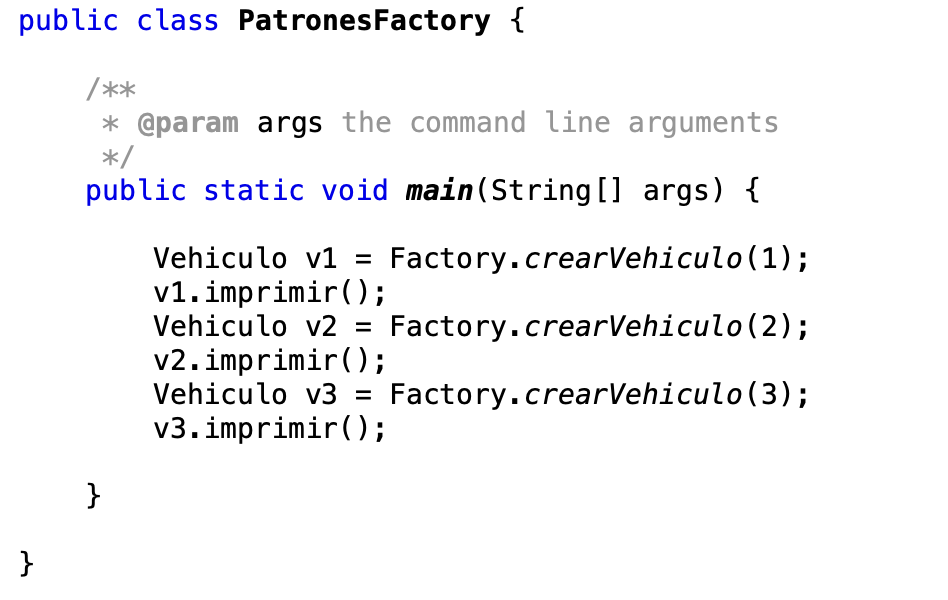 public class PatronesFactory {
/**
* @param args the command line arguments
*/
public static void main(String[] args) {
Vehiculo v1 = Factory.crearVehiculo(1);
v1.imprimir();
Vehiculo v2 = Factory.crearVehiculo(2);
v2.imprimir();
Vehiculo v3 = Factory.crearVehiculo(3);
v3.imprimir();
}
}